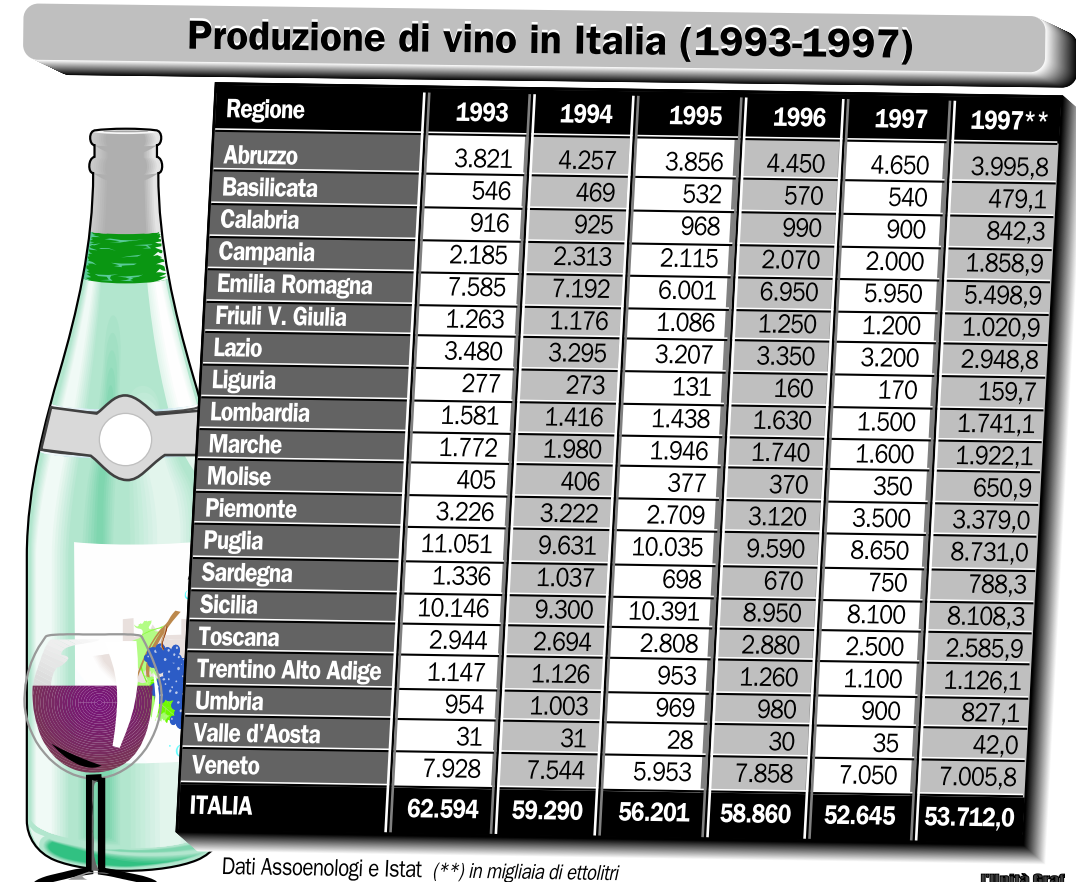 Produzione di vino in Italia (1993-1997)
Regione 1993 1994 1995 1996 1997 1997**
Abruzzo 3.821 4.257 3.856 4.450 4.650 3.995,8
Basilicata 546 469 532 570 540 479,1
Calabria 916 925 968 990 900 842,3
Campania 2.185 2.313 2.115 2.070 2.000 1.858,9
Emilia Romagna 7.585 7.192 6.001 6.950 5.950 5.498,9
Friuli V. Giulia 1.263 1.176 1.086 1.250 1.200 1.020,9
Lazio 3.480 3.295 3.207 3.350 3.200 2.948,8
Liguria 277 273 131 160 170 159,7
Lombardia 1.581 1.416 1.438 1.630 1.500 1.741,1
Marche 1.772 1.980 1.946 1.740 1.600 1.922,1
Molise 405 406 377 370 350 650,9
Piemonte 3.226 3.222 2.709 3.120 3.500 3.379,0
Puglia 11.051 9.631 10.035 9.590 8.650 8.731,0
Sardegna 1.336 1.037 698 670 750 788,3
Sicilia 10.146 9.300 10.391 8.950 8.100 8.108,3
Toscana 2.944 2.694 2.808 2.880 2.500 2.585,9
Trentino Alto Adige 1.147 1.126 953 1.260 1.100 1.126,1
Umbria 954 1.003 969 980 900 827,1
Valle d'Aosta 31 31 28 30 35 42,0
Veneto 7.928 7.544 5.953 7.858 7.050 7.005,8
ITALIA 62.594 59.290 56.201 58.860 52.645 53.712,0
Dati Assoenologi e Istat (**) in migliaia di ettolitri
l'Unità Graf